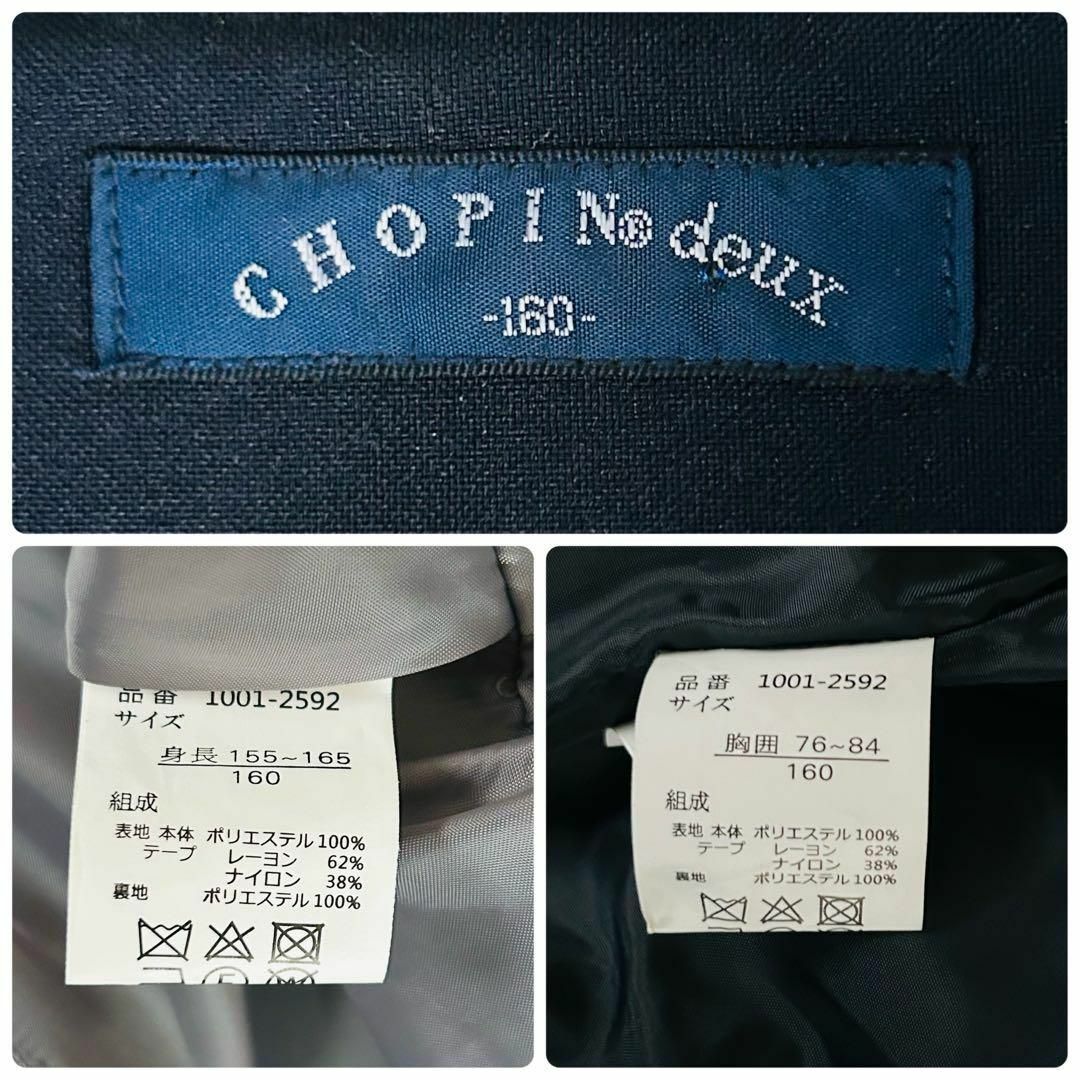 CHOPIN® deux
-160-
品番 1001-2592
サイズ
身長 155~165
160
組成
表地 本体 ポリエステル 100%
テープ レーヨン 62%
ナイロン 38%
裏地 ポリエステル 100%
品番 1001-2592
サイズ
胸囲 76~84
160
組成
表地 本体 ポリエステル 100%
テープ レーヨン 62%
ナイロン 38%
裏地 ポリエステル 100%